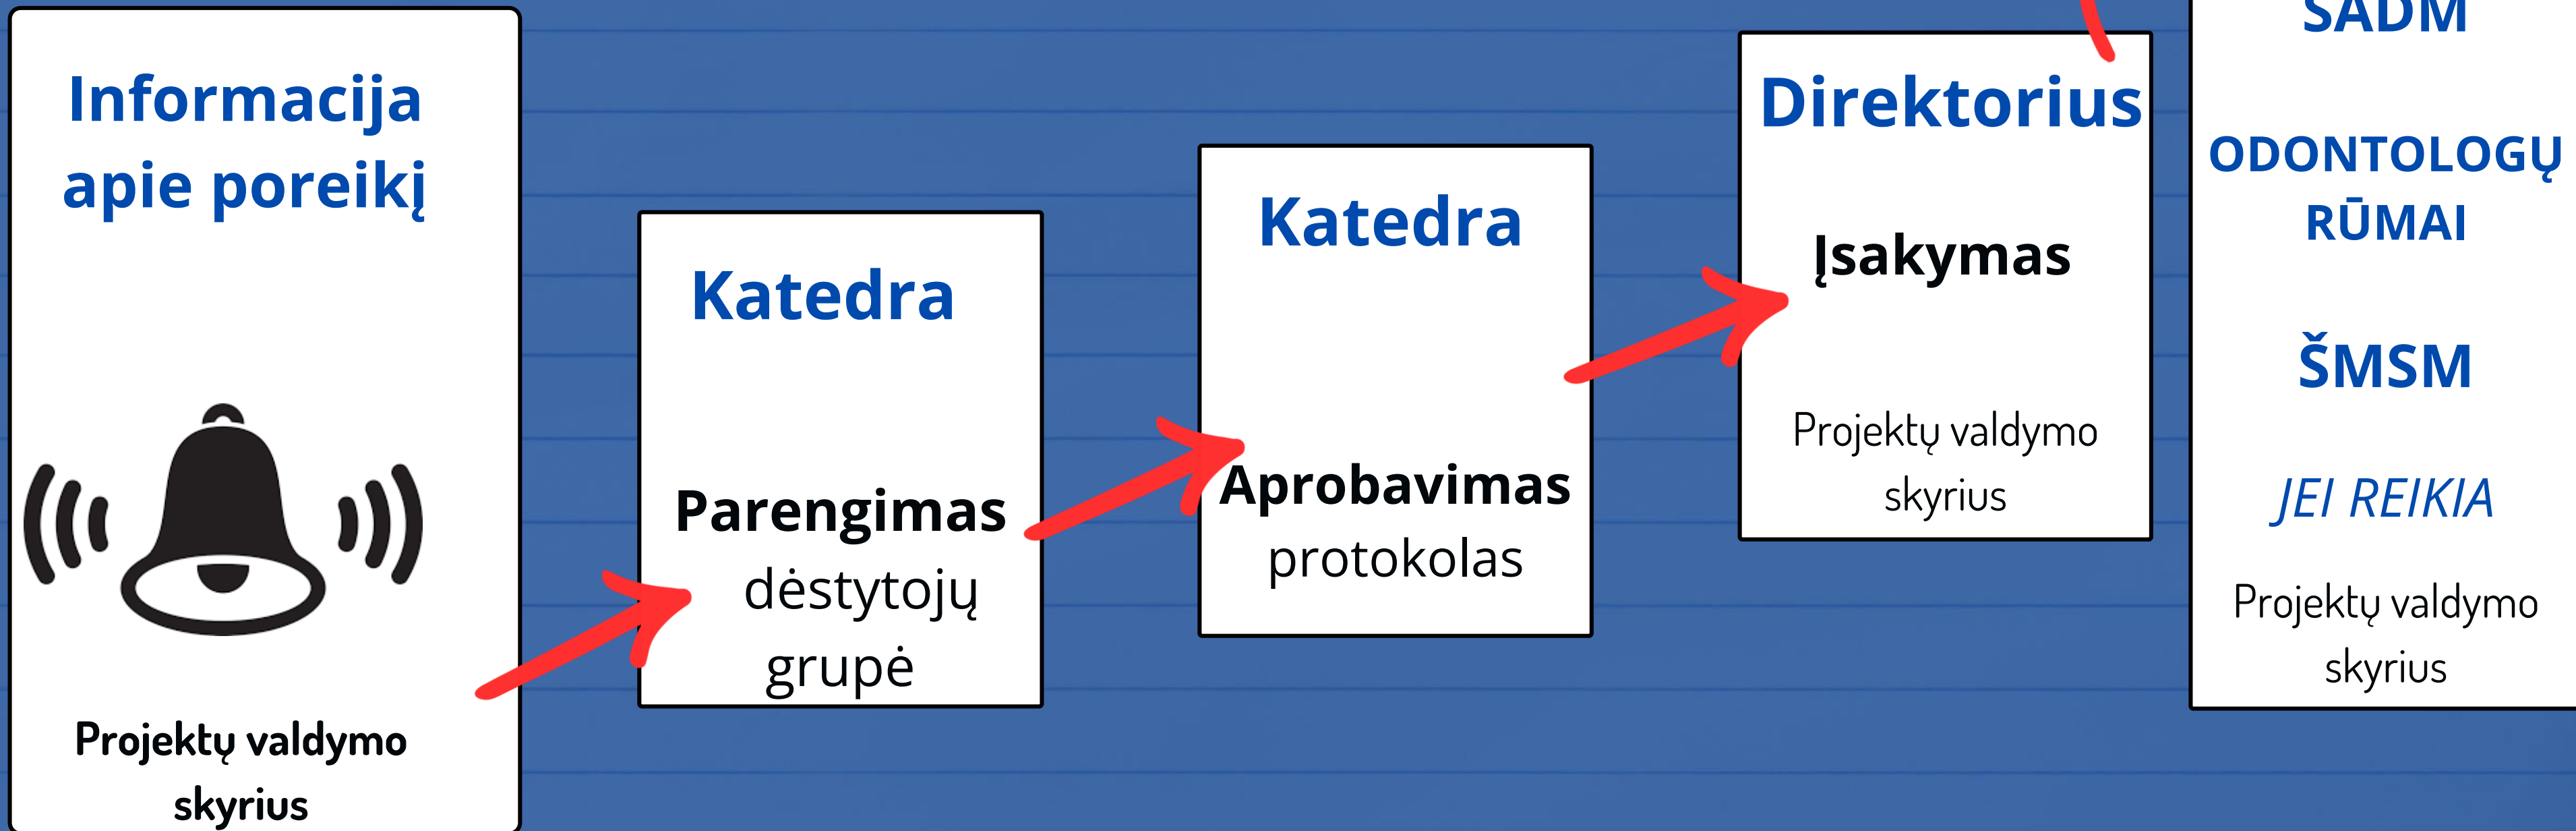 Informacija
apie poreikį
Projektų valdymo
skyrius
Katedra
Parengimas
dėstytojų
grupė
Katedra
Aprobavimas
protokolas
Direktorius
Įsakymas
Projektų valdymo
skyrius
SADM
ODONTOLOGŲ
RŪMAI
ŠMSM
JEI REIKIA
Projektų valdymo
skyrius